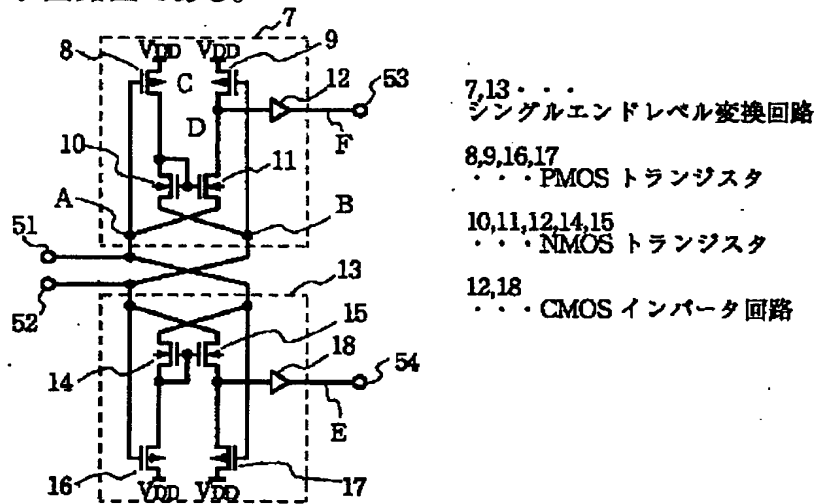 7
8
9
VDD
VDD
C
12
53
D
F
10
11
A
B
51
52
13
15
18
54
14
E
16
17
VDD
VDD
7,13・・・
シングルエンドレベル変換回路
8,9,16,17
・・・PMOS トランジスタ
10,11,12,14,15
・・・NMOS トランジスタ
12,18
・・・CMOS インバータ回路